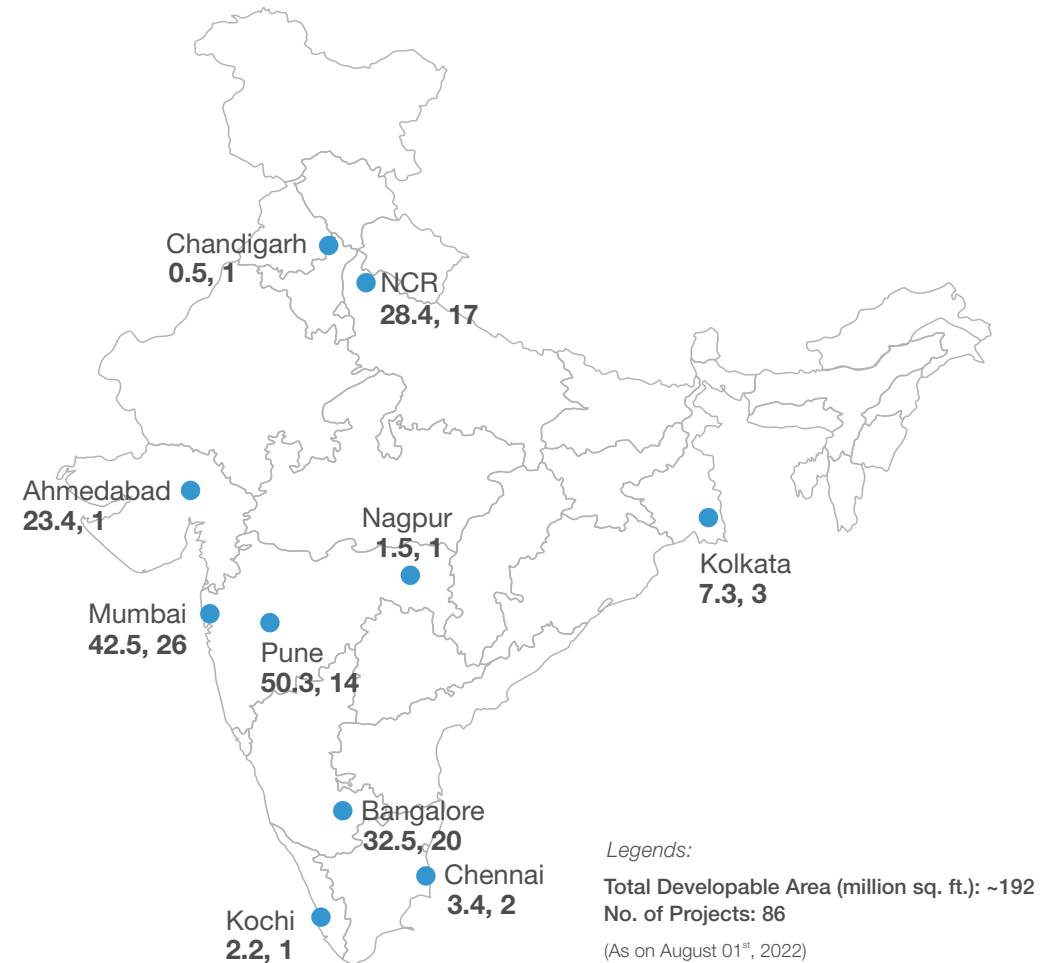 Chandigarh
0.5, 1
NCR
28.4, 17
Ahmedabad
23.4, 1
Nagpur
1.5, 1
Kolkata
7.3, 3
Mumbai
42.5, 26
Pune
50.3, 14
Bangalore
32.5, 20
Chennai
3.4, 2
Kochi
2.2, 1
Legends:
Total Developable Area (million sq. ft.): ~192
No. of Projects: 86
(As on August 01st, 2022)